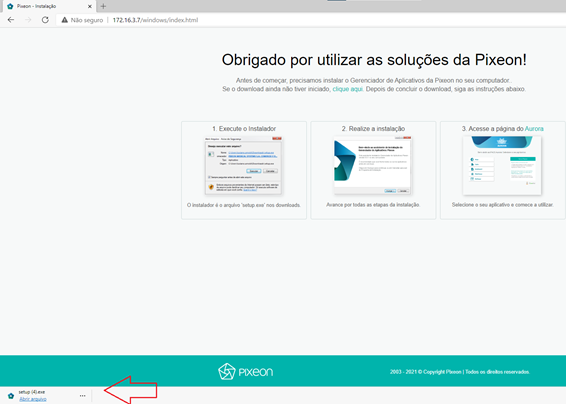 Pixeon - Instalação
Não seguro
172.16.3.7/windows/index.html
Obrigado por utilizar as soluções da Pixeon!
Antes de começar, precisamos instalar o Gerenciador de Aplicativos da Pixeon no seu computador.
Se o download ainda não tiver iniciado, clique aqui. Depois de concluir o download, siga as instruções abaixo.
1. Execute o Instalador
O instalador é o arquivo 'setup.exe' nos downloads.
2. Realize a instalação
Avance por todas as etapas da Instalação.
3. Acesse a página do Aurora
Selecione o seu aplicativo e comece a utilizar
PIXEON
2003 - 2021 © Copyright Pixeon | Todos os direitos reservados
setup (4).exe
Abrir arquivo